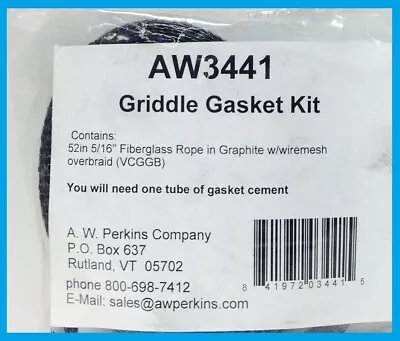 AW3441
Griddle Gasket Kit
Contains:
52in 5/16" Fiberglass Rope in Graphite w/wiremesh
overbraid (VCGGB)
You will need one tube of gasket cement
A. W. Perkins Company
P.O. Box 637
Rutland, VT 05702
phone 800-698-7412
E-Mail: sales@awperkins.com
8 41972 03441 5